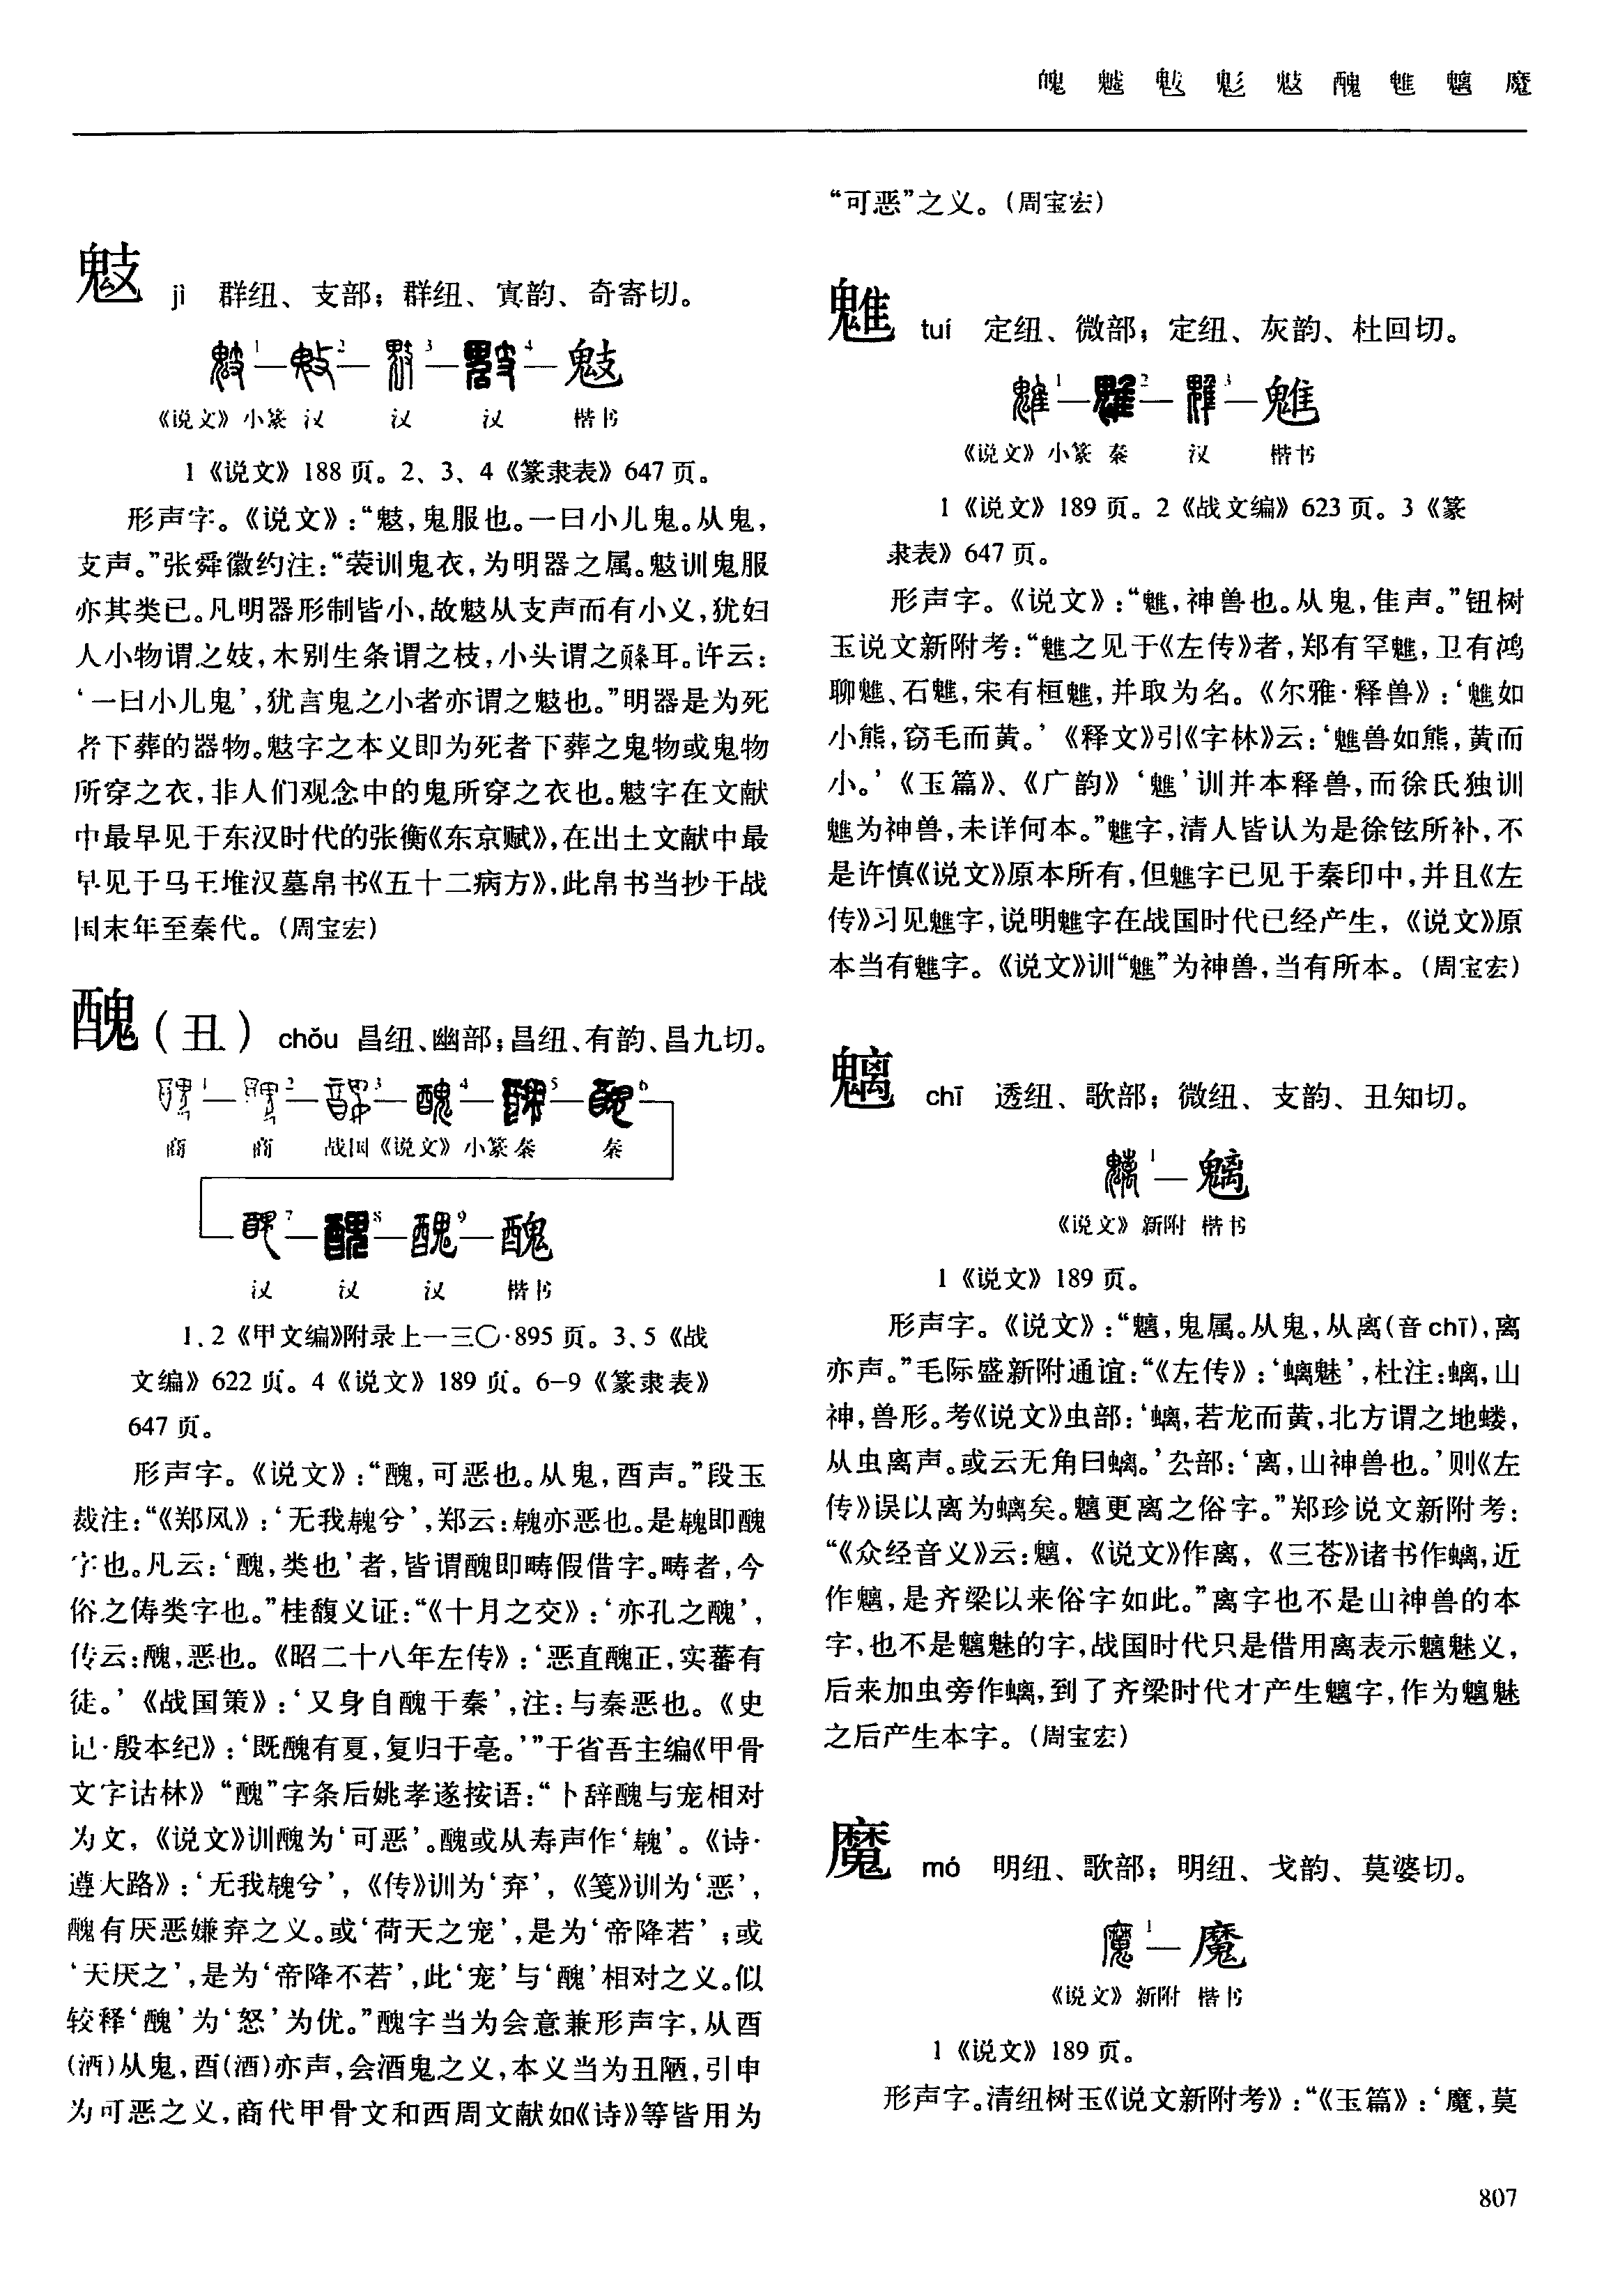 魃 魖 魕 魅 鬾 醜 魋 魑 魔
鬾 jì 群纽、支部；群纽、寘韵、奇寄切。
1— 2— 3— 4—鬾
《说文》小篆 汉 汉 汉 楷书
1《说文》188页。2、3、4《篆隶表》647页。
形声字。《说文》：“鬾，鬼服也。一曰小儿鬼。从鬼，
支声。”张舜徽约注：“䘨训鬼衣，为明器之属。鬾训鬼服
亦其类已。凡明器形制皆小，故鬾从支声而有小义，犹妇
人小物谓之妓，木别生条谓之枝，小头谓之䫌耳。许云：
‘一曰小儿鬼’，犹言鬼之小者亦谓之鬾也。”明器是为死
者下葬的器物。鬾字之本义即为死者下葬之鬼物或鬼物
所穿之衣，非人们观念中的鬼所穿之衣也。鬾字在文献
中最早见于东汉时代的张衡《东京赋》，在出土文献中最
早见于马王堆汉墓帛书《五十二病方》，此帛书当抄于战
国末年至秦代。（周宝宏）
醜（丑）chǒu 昌纽、幽部；昌纽、有韵、昌九切。
1— 2— 3— 4— 5— 6—
商 商 战国《说文》小篆 秦 秦
7— 8— 9—醜
汉 汉 汉 楷书
1、2《甲文编》附录上一三〇·895页。3、5《战
文编》622页。4《说文》189页。6-9《篆隶表》
647页。
形声字。《说文》：“醜，可恶也。从鬼，酉声。”段玉
裁注：“《郑风》：‘无我魗兮’，郑云：魗亦恶也。是魗即醜
字也。凡云：‘醜，类也’者，皆谓醜即畴假借字。畴者，今
俗之俦类字也。”桂馥义证：“《十月之交》：‘亦孔之醜’，
传云：醜，恶也。《昭二十八年左传》：‘恶直醜正，实蕃有
徒。’《战国策》：‘又身自醜于秦’，注：与秦恶也。《史
记·殷本纪》：‘既醜有夏，复归于亳。’”于省吾主编《甲骨
文字诂林》“醜”字条后姚孝遂按语：“卜辞醜与宠相对
为文，《说文》训醜为‘可恶’。醜或从寿声作‘魗’。《诗·
遵大路》：‘无我魗兮’，《传》训为‘弃’，《笺》训为‘恶’，
醜有厌恶嫌弃之义。或‘荷天之宠’，是为‘帝降若’；或
‘天厌之’，是为‘帝降不若’，此‘宠’与‘醜’相对之义。似
较释‘醜’为‘怒’为优。”醜字当为会意兼形声字，从酉
（酒）从鬼，酉（酒）亦声，会酒鬼之义，本义当为丑陋，引申
为可恶之义，商代甲骨文和西周文献如《诗》等皆用为
“可恶”之义。（周宝宏）
魋 tuí 定纽、微部；定纽、灰韵、杜回切。
1— 2— 3—魋
《说文》小篆 秦 汉 楷书
1《说文》189页。2《战文编》623页。3《篆
隶表》647页。
形声字。《说文》：“魋，神兽也。从鬼，隹声。”钮树
玉说文新附考：“魋之见于《左传》者，郑有罕魋，卫有鸿
聊魋、石魋，宋有桓魋，并取为名。《尔雅·释兽》：‘魋如
小熊，窃毛而黄。’《释文》引《字林》云：‘魋兽如熊，黄而
小。’《玉篇》、《广韵》‘魋’训并本释兽，而徐氏独训
魋为神兽，未详何本。”魋字，清人皆认为是徐铉所补，不
是许慎《说文》原本所有，但魋字已见于秦印中，并且《左
传》习见魋字，说明魋字在战国时代已经产生，《说文》原
本当有魋字。《说文》训“魋”为神兽，当有所本。（周宝宏）
魑 chī 透纽、歌部；微纽、支韵、丑知切。
1—魑
《说文》新附 楷书
1《说文》189页。
形声字。《说文》：“魑，鬼属。从鬼，从离（音chī），离
亦声。”毛际盛新附通谊：“《左传》：‘螭魅’，杜注：螭，山
神，兽形。考《说文》虫部：‘螭，若龙而黄，北方谓之地蝼，
从虫离声。或云无角曰螭。’厹部：‘离，山神兽也。’则《左
传》误以离为螭矣。魑更离之俗字。”郑珍说文新附考：
“《众经音义》云：魑，《说文》作离，《三苍》诸书作螭，近
作魑，是齐梁以来俗字如此。”离字也不是山神兽的本
字，也不是魑魅的字，战国时代只是借用离表示魑魅义，
后来加虫旁作螭，到了齐梁时代才产生魑字，作为魑魅
之后产生本字。（周宝宏）
魔 mó 明纽、歌部；明纽、戈韵、莫婆切。
1—魔
《说文》新附 楷书
1《说文》189页。
形声字。清纽树玉《说文新附考》：“《玉篇》：‘魔，莫
807